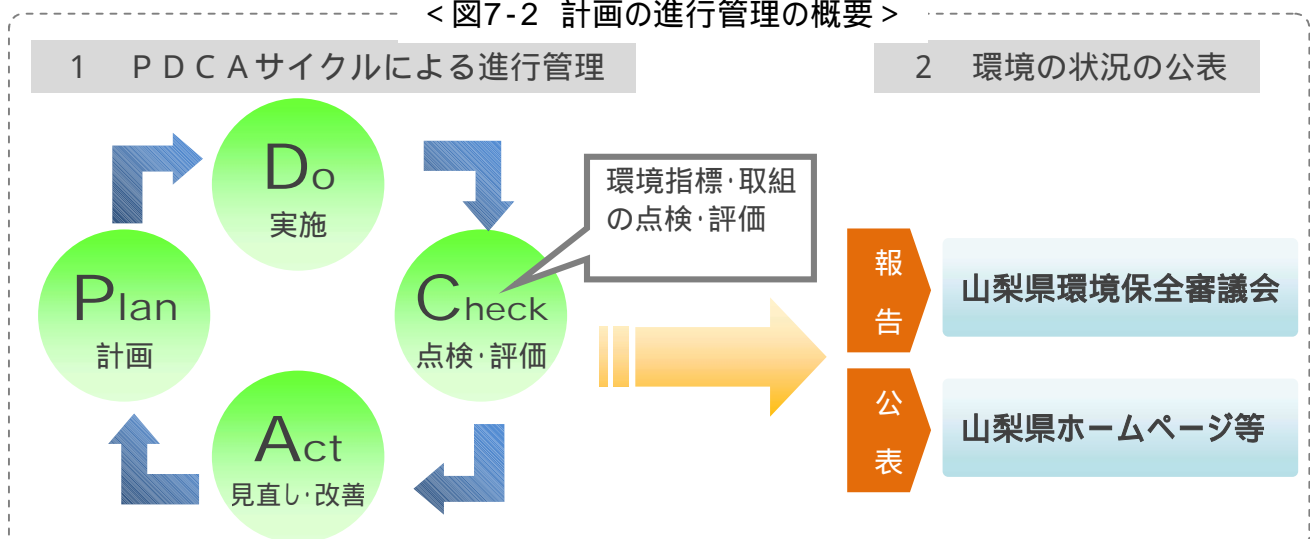 <図7-2 計画の進行管理の概要>
1 PDCAサイクルによる進行管理
2 環境の状況の公表
Do
実施
環境指標・取組
の点検・評価
Plan
計画
Check
点検・評価
Act
見直し・改善
報告
山梨県環境保全審議会
公表
山梨県ホームページ等